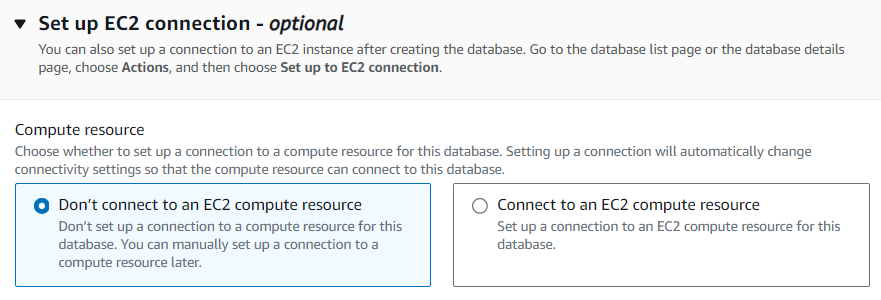 Set up EC2 connection - optional
You can also set up a connection to an EC2 instance after creating the database. Go to the database list page or the database details
page, choose Actions, and then choose Set up to EC2 connection.
Compute resource
Choose whether to set up a connection to a compute resource for this database. Setting up a connection will automatically change
connectivity settings so that the compute resource can connect to this database.
Don’t connect to an EC2 compute resource
Don’t set up a connection to a compute resource for this
database. You can manually set up a connection to a
compute resource later.
Connect to an EC2 compute resource
Set up a connection to an EC2 compute resource for this
database.